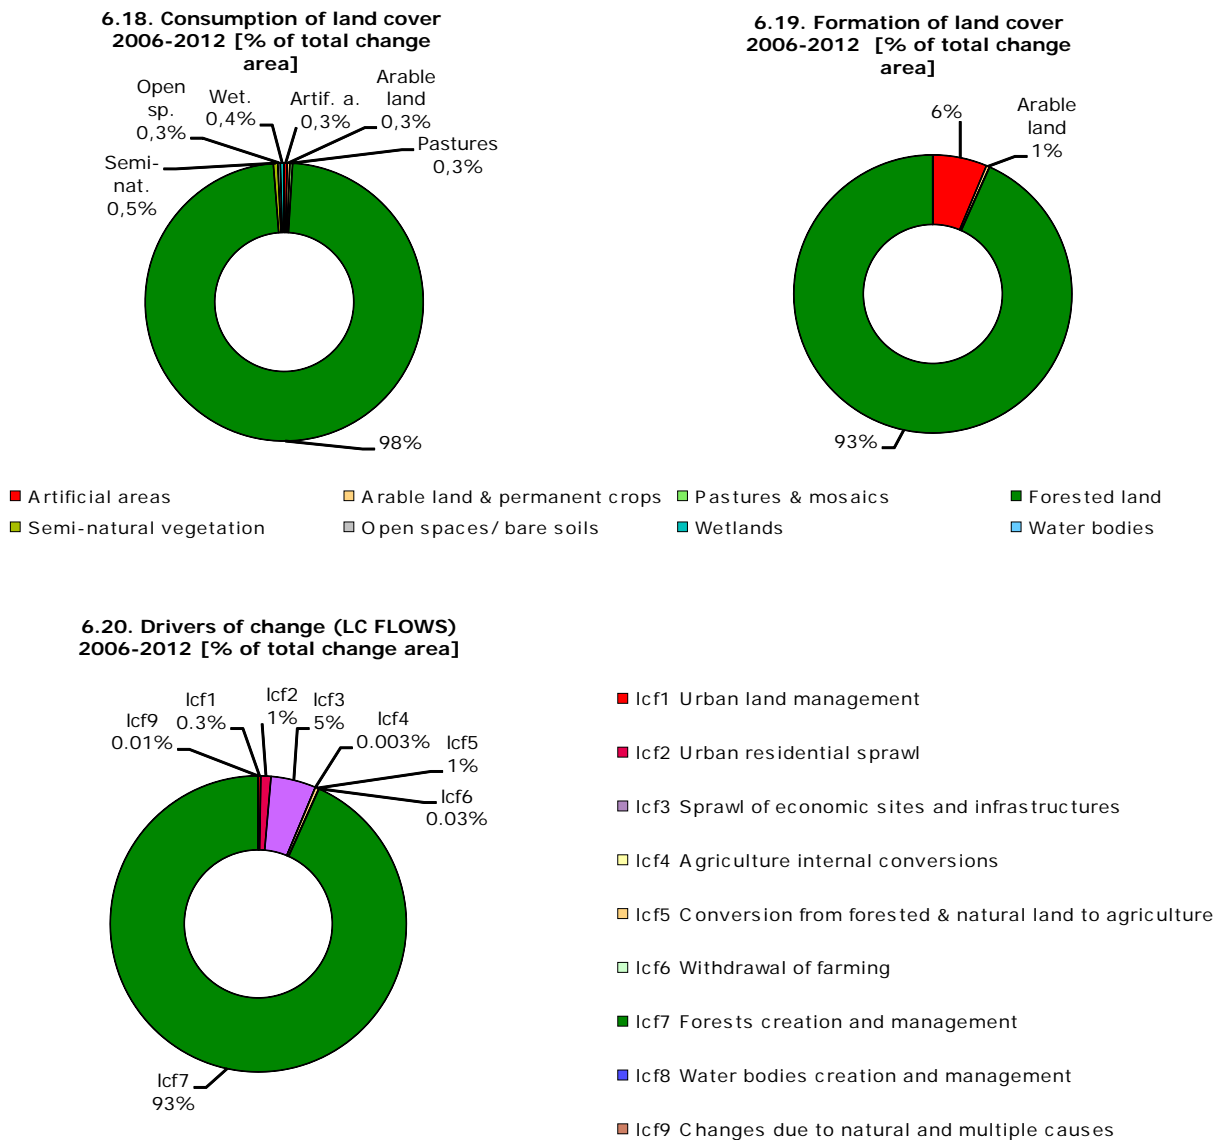 6.18. Consumption of land cover
2006-2012 [% of total change
area]
Open
sp.
0,3%
Wet.
0,4%
Artif. a.
0,3%
Arable
land
0,3%
Pastures
0,3%
Semi-
nat.
0,5%
98%
6.19. Formation of land cover
2006-2012 [% of total change
area]
6%
Arable
land
1%
93%
Artificial areas
Arable land & permanent crops
Pastures & mosaics
Forested land
Semi-natural vegetation
Open spaces/ bare soils
Wetlands
Water bodies
6.20. Drivers of change (LC FLOWS)
2006-2012 [% of total change area]
lcf9
0.01%
lcf1
0.3%
lcf2
1%
lcf3
5%
lcf4
0.003%
lcf5
1%
lcf6
0.03%
lcf7
93%
lcf1 Urban land management
lcf2 Urban residential sprawl
lcf3 Sprawl of economic sites and infrastructures
lcf4 Agriculture internal conversions
lcf5 Conversion from forested & natural land to agriculture
lcf6 Withdrawal of farming
lcf7 Forests creation and management
lcf8 Water bodies creation and management
lcf9 Changes due to natural and multiple causes